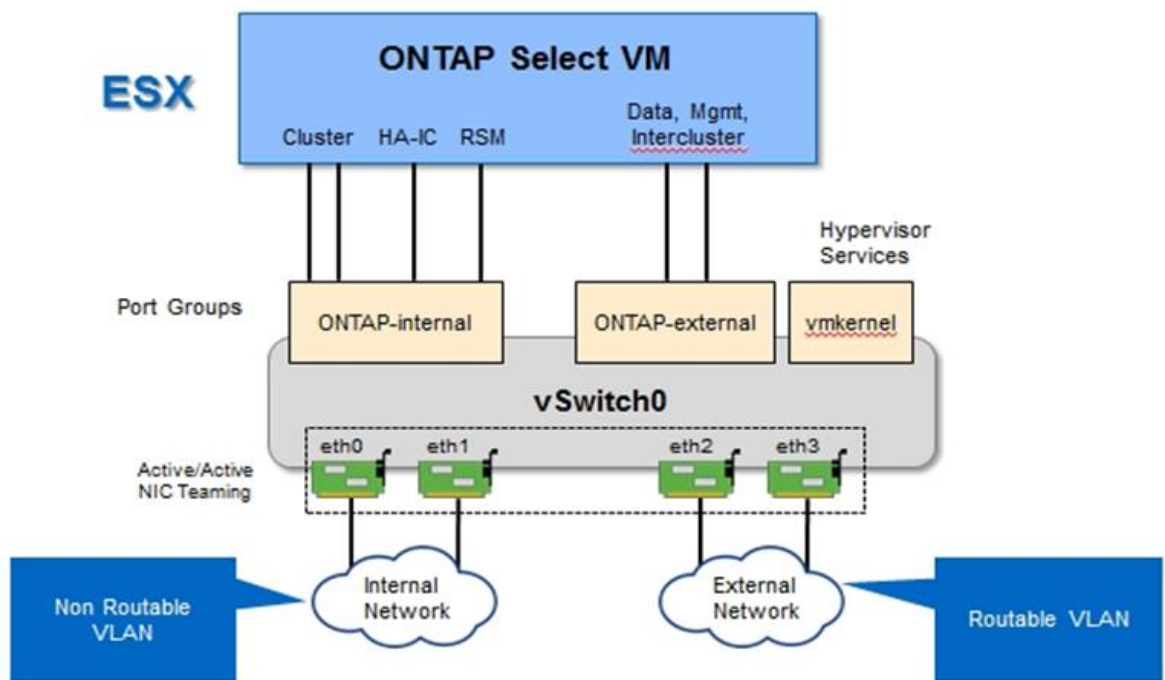 ESX
ONTAP Select VM
Cluster
HA-IC
RSM
Data, Mgmt,
Intercluster
Hypervisor
Services
Port Groups
ONTAP-internal
ONTAP-external
vmkernel
vSwitch0
eth0
eth1
eth2
eth3
Active/Active
NIC Teaming
Non Routable
VLAN
Internal
Network
External
Network
Routable VLAN